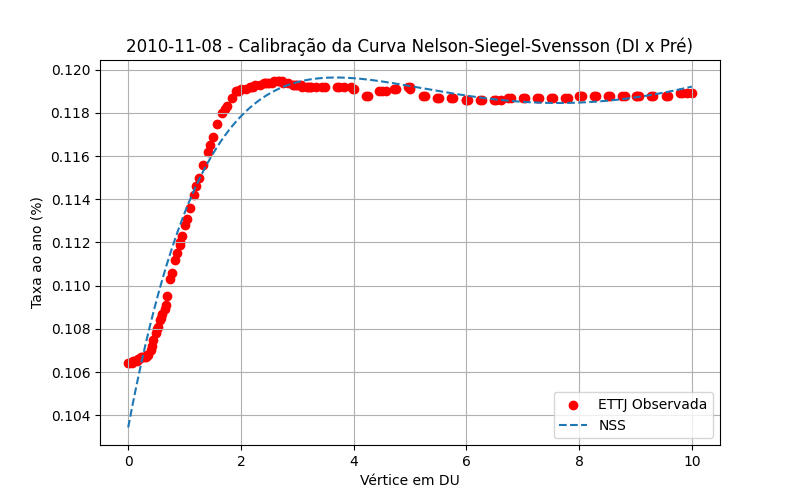 2010-11-08 - Calibração da Curva Nelson-Siegel-Svensson (DI x Pré)
Taxa ao ano (%)
0.120
0.118
0.116
0.114
0.112
0.110
0.108
0.106
0.104
ETTJ Observada
NSS
0 2 4 6 8 10
Vértice em DU